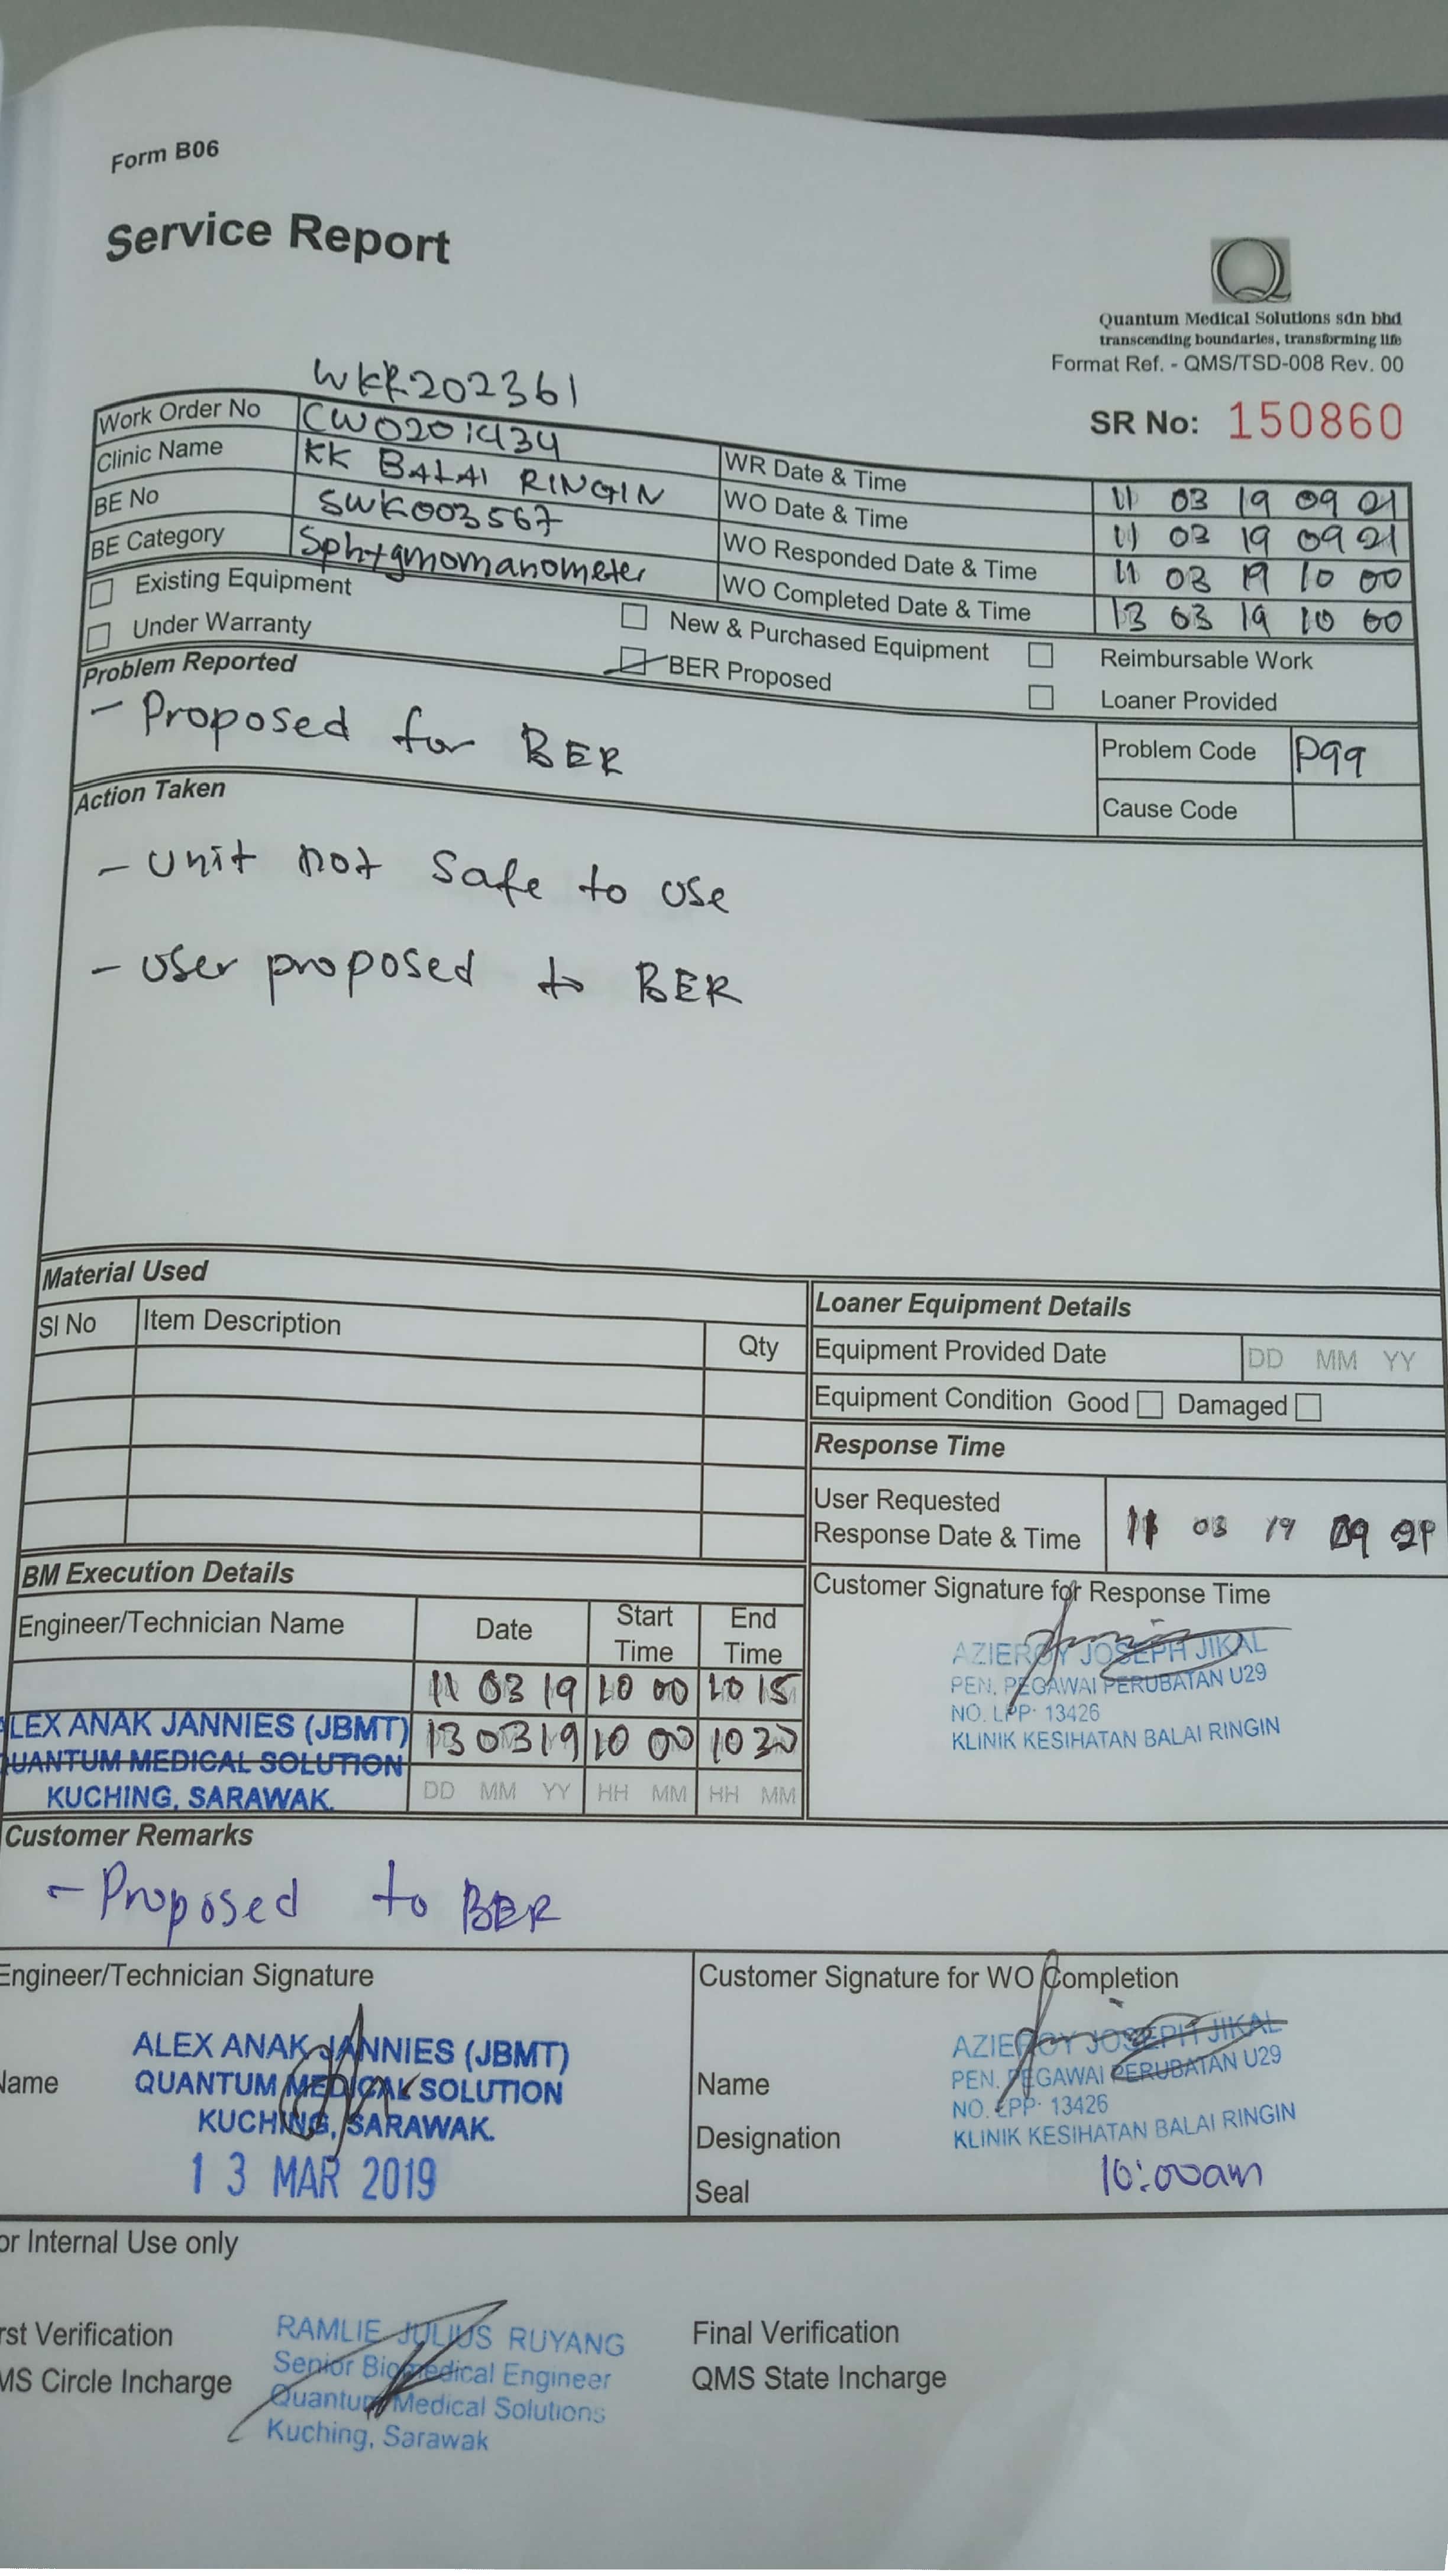 Form B06
Service Report
Quantum Medical Solutions sdn bhd
transcending boundaries, transforming life
Format Ref. - QMS/TSD-008 Rev. 00
SR No: 150860
WKR202361
Work Order No CWO201434
Clinic Name KK BALAI RINGIN
BE No SWK003567
BE Category Sphygmomanometer
WR Date & Time 11 03 19 09 21
WO Date & Time 11 03 19 09 21
WO Responded Date & Time 11 03 19 10 00
WO Completed Date & Time 13 03 19 10 00
Existing Equipment
New & Purchased Equipment
Reimbursable Work
Under Warranty
BER Proposed
Loaner Provided
Problem Reported
- Proposed for BER
Problem Code P99
Cause Code
Action Taken
- Unit not safe to use
- user proposed to BER
Material Used
Sl No Item Description Qty
Loaner Equipment Details
Equipment Provided Date DD MM YY
Equipment Condition Good Damaged
Response Time
User Requested
Response Date & Time 11 03 19 09
BM Execution Details
Engineer/Technician Name Date Start Time End Time
11 03 19 10 00 10 15
13 03 19 10 00 10 30
DD MM YY HH MM HH MM
LEX ANAK JANNIES (JBMT)
UANTUM MEDICAL SOLUTION
KUCHING, SARAWAK.
Customer Signature for Response Time
AZIEROY JOSEPH JIKAL
PEN. PEGAWAI PERUBATAN U29
NO. LPP: 13426
KLINIK KESIHATAN BALAI RINGIN
Customer Remarks
- Proposed to BER
Engineer/Technician Signature
ALEX ANAK JANNIES (JBMT)
ame QUANTUM MEDICAL SOLUTION
KUCHING, SARAWAK.
13 MAR 2019
Customer Signature for WO Completion
AZIEROY JOSEPH JIKAL
Name PEN. PEGAWAI PERUBATAN U29
NO. LPP: 13426
Designation KLINIK KESIHATAN BALAI RINGIN
10:00am
Seal
or Internal Use only
rst Verification
MS Circle Incharge
RAMLIE JULIUS RUYANG
Senior Biomedical Engineer
Quantum Medical Solutions
Kuching, Sarawak
Final Verification
QMS State Incharge